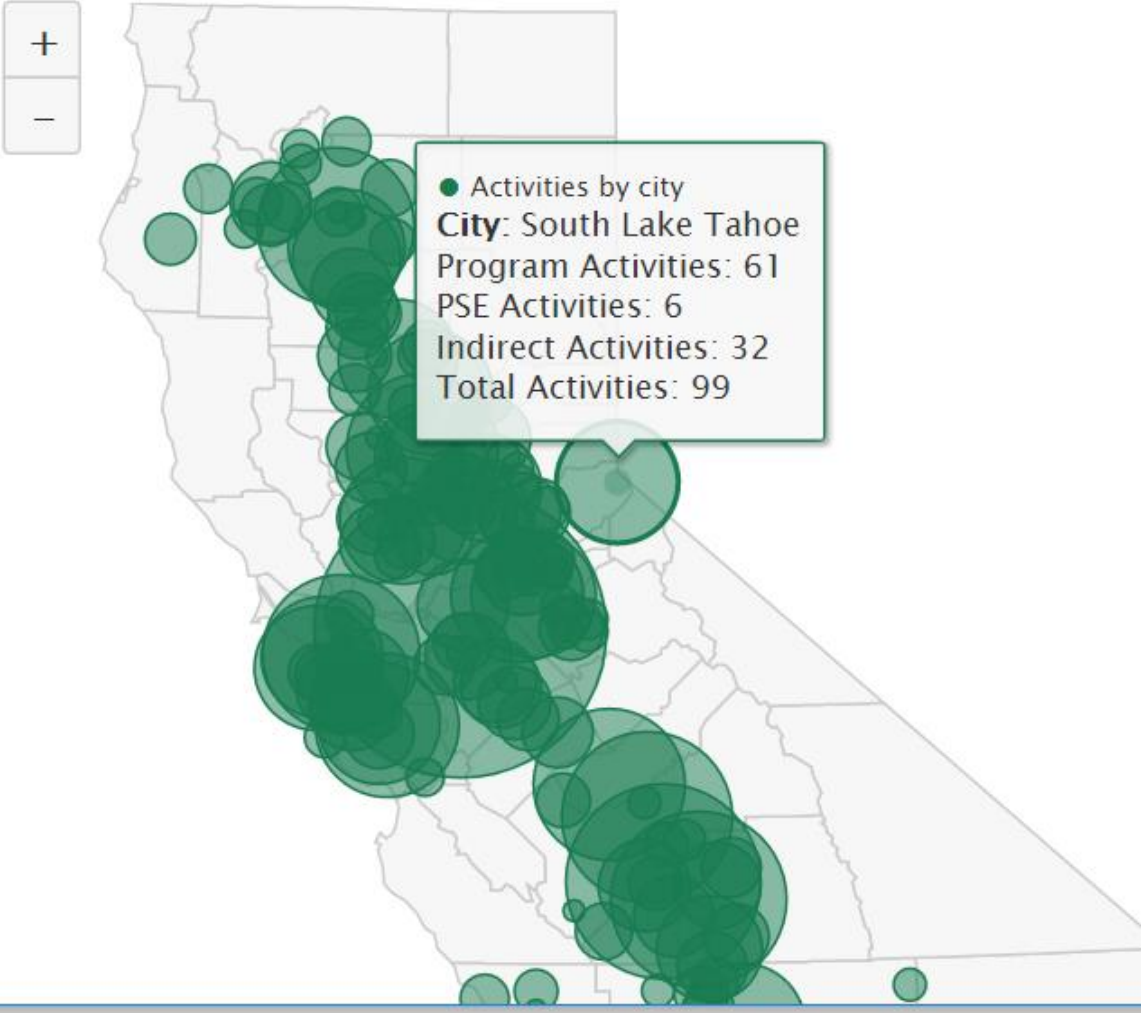 +
−
● Activities by city
City: South Lake Tahoe
Program Activities: 61
PSE Activities: 6
Indirect Activities: 32
Total Activities: 99